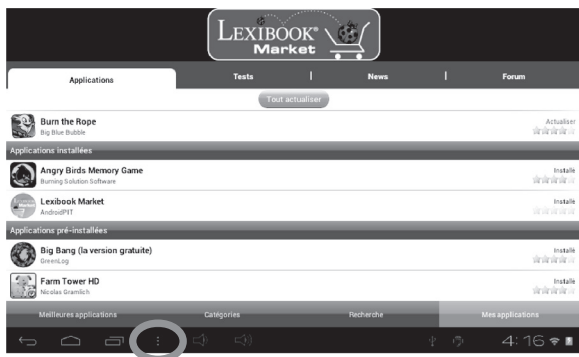 LEXIBOOK®
Market
Applications Tests | News | Forum
Tout actualiser
Burn the Rope Actualiser
Big Blue Bubble
Applications installées
Angry Birds Memory Game Installé
Burning Solution Software
Lexibook Market Installé
AndroidPIT
Applications pré-installées
Big Bang (la version gratuite) Installé
GreenLog
Farm Tower HD Installé
Nicolas Gramlich
Meilleures applications Catégories Recherche Mes applications
4:16